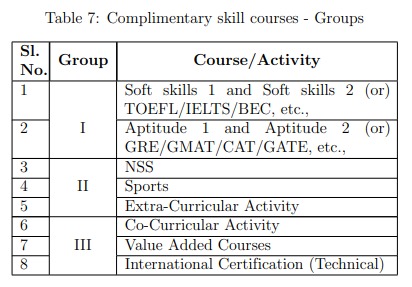 Table 7: Complimentary skill courses - Groups
Sl. No. Group Course/Activity
1 Soft skills 1 and Soft skills 2 (or)
TOEFL/IELTS/BEC, etc.,
I
2 Aptitude 1 and Aptitude 2 (or)
GRE/GMAT/CAT/GATE, etc.,
3 NSS
4 II Sports
5 Extra-Curricular Activity
6 Co-Curricular Activity
7 III Value Added Courses
8 International Certification (Technical)